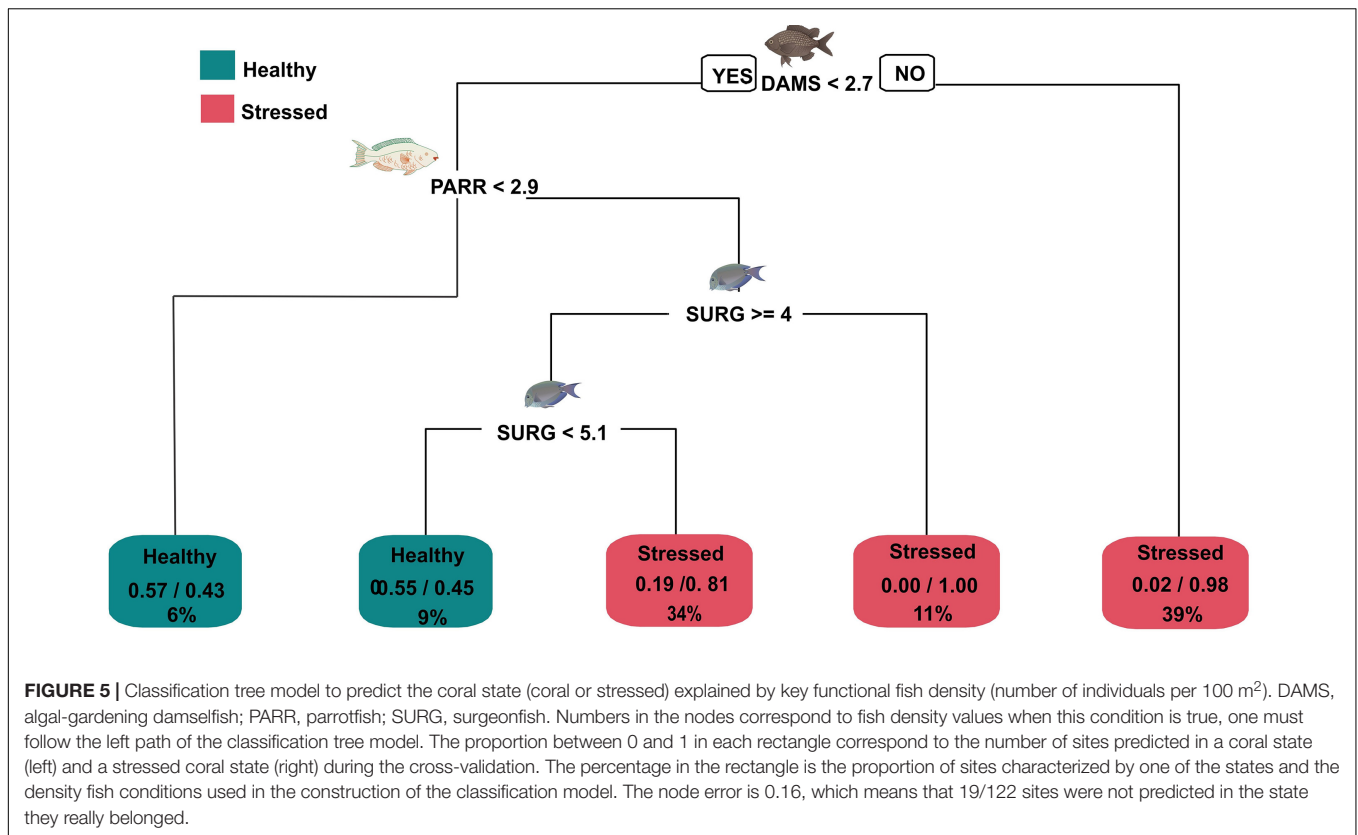 YES
DAMS < 2.7
NO
Healthy
Stressed
PARR < 2.9
SURG >= 4
SURG < 5.1
Healthy
0.57 / 0.43
6%
Healthy
0.55 / 0.45
9%
Stressed
0.19 /0. 81
34%
Stressed
0.00 / 1.00
11%
Stressed
0.02 / 0.98
39%
FIGURE 5 | Classification tree model to predict the coral state (coral or stressed) explained by key functional fish density (number of individuals per 100 m²). DAMS,
algal-gardening damselfish; PARR, parrotfish; SURG, surgeonfish. Numbers in the nodes correspond to fish density values when this condition is true, one must
follow the left path of the classification tree model. The proportion between 0 and 1 in each rectangle correspond to the number of sites predicted in a coral state
(left) and a stressed coral state (right) during the cross-validation. The percentage in the rectangle is the proportion of sites characterized by one of the states and the
density fish conditions used in the construction of the classification model. The node error is 0.16, which means that 19/122 sites were not predicted in the state
they really belonged.